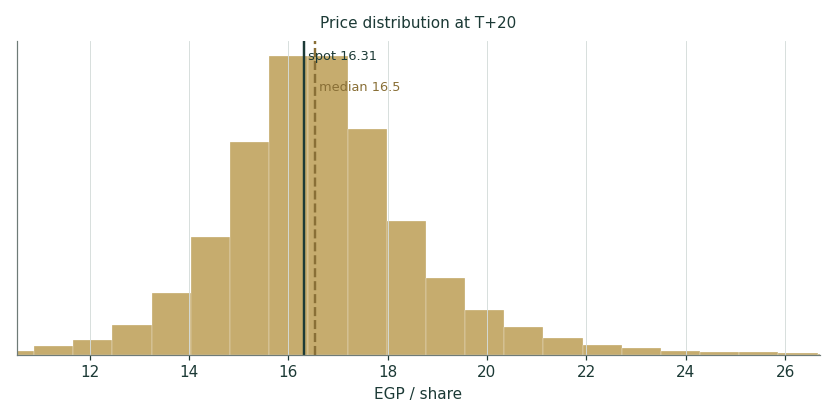 Price distribution at T+20
spot 16.31
median 16.5
12 14 16 18 20 22 24 26
EGP / share